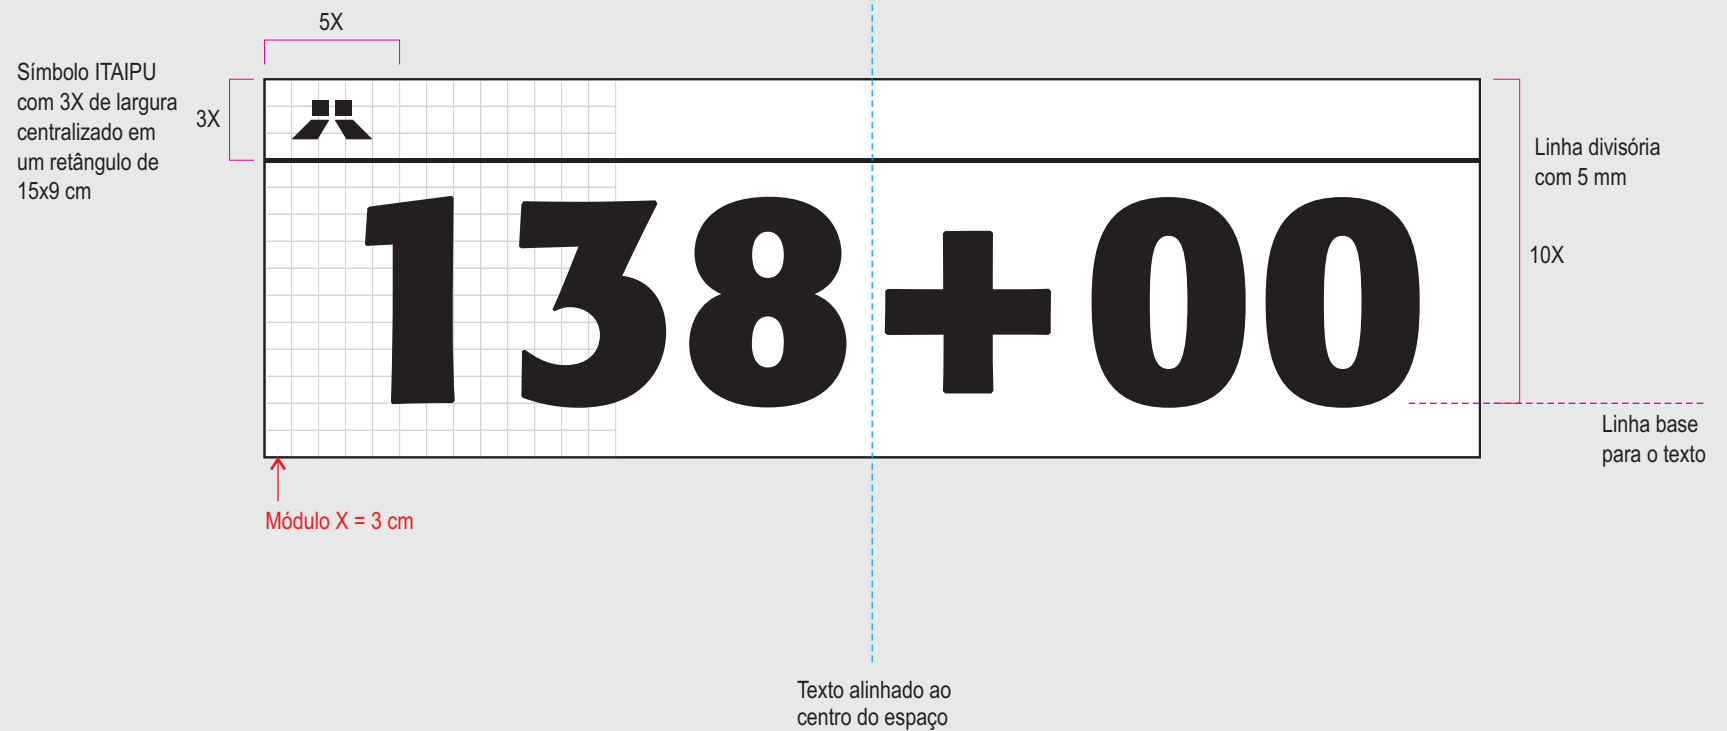 5X
Símbolo ITAIPU
com 3X de largura
centralizado em
um retângulo de
15x9 cm
3X
Linha divisória
com 5 mm
138+00
10X
Linha base
para o texto
Módulo X = 3 cm
Texto alinhado ao
centro do espaço